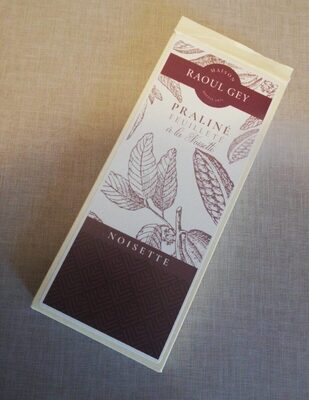 MAISON
RAOUL GEY
PRALINÉ
FEUILLETÉ
à la Noisette
NOISETTE